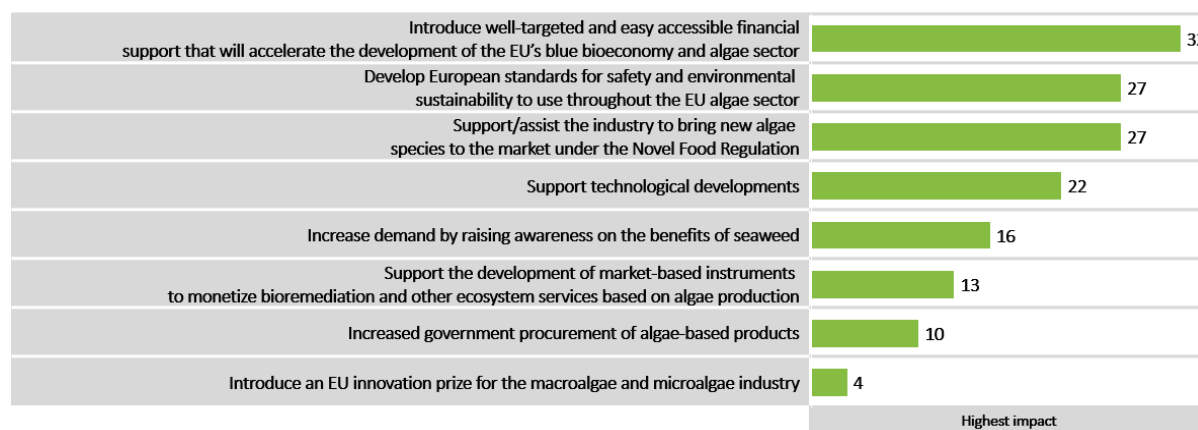 Introduce well-targeted and easy accessible financial
support that will accelerate the development of the EU's blue bioeconomy and algae sector
Develop European standards for safety and environmental
sustainability to use throughout the EU algae sector
27
Support/assist the industry to bring new algae
species to the market under the Novel Food Regulation
27
Support technological developments
22
Increase demand by raising awareness on the benefits of seaweed
16
Support the development of market-based instruments
to monetize bioremediation and other ecosystem services based on algae production
13
Increased government procurement of algae-based products
10
Introduce an EU innovation prize for the macroalgae and microalgae industry
4
Highest impact